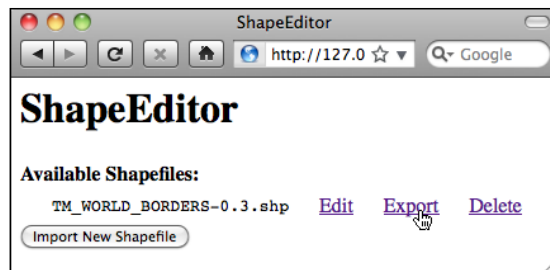 ShapeEditor
http://127.0 Google
ShapeEditor
Available Shapefiles:
TM_WORLD_BORDERS-0.3.shp Edit Export Delete
Import New Shapefile